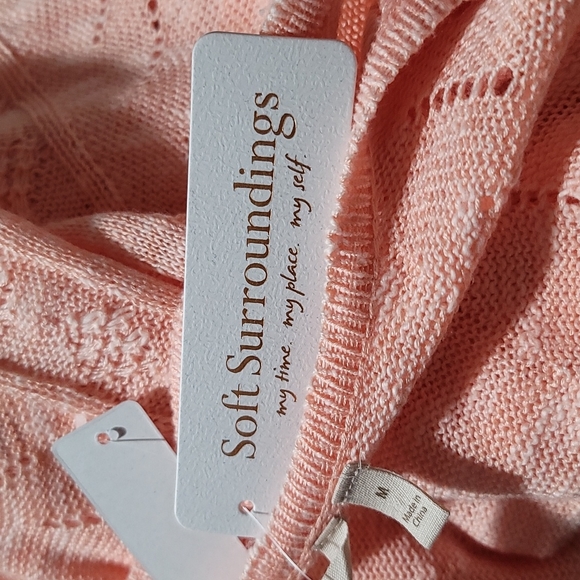 Soft Surroundings
my time. my place. my self.
M
Made in
China